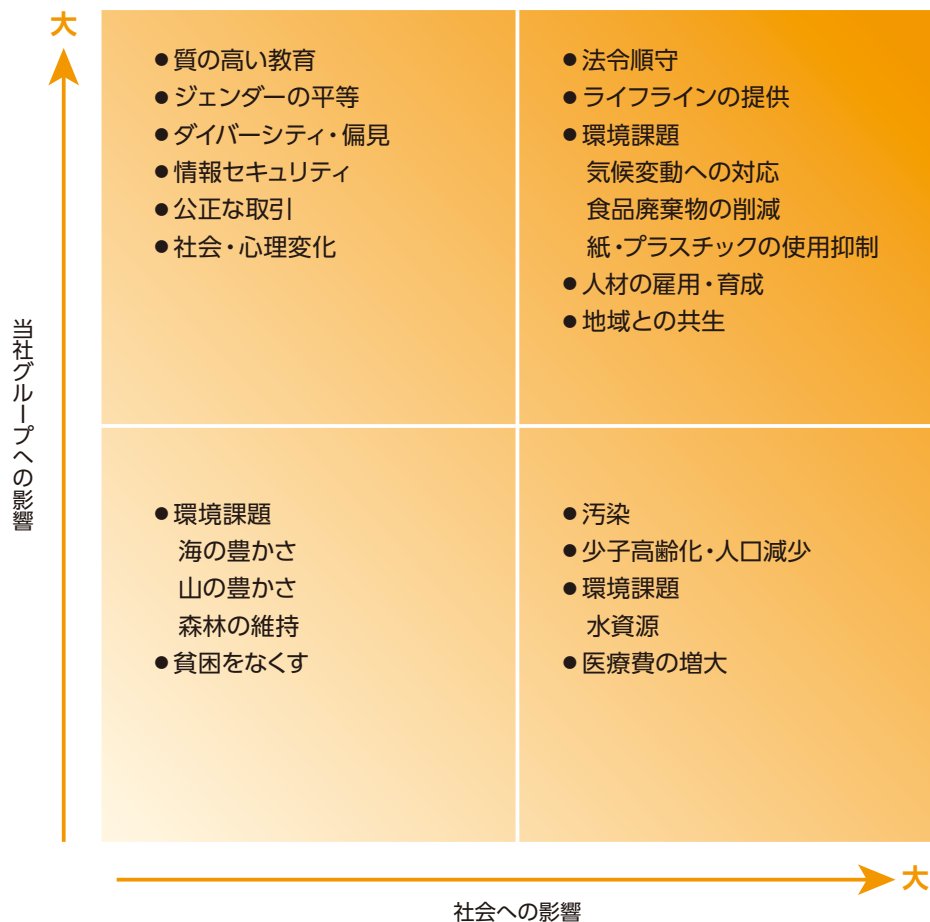 大
●質の高い教育
●ジェンダーの平等
●ダイバーシティ・偏見
●情報セキュリティ
●公正な取引
●社会・心理変化
●法令順守
●ライフラインの提供
●環境課題
気候変動への対応
食品廃棄物の削減
紙・プラスチックの使用抑制
●人材の雇用・育成
●地域との共生
当社グループへの影響
●環境課題
海の豊かさ
山の豊かさ
森林の維持
●貧困をなくす
●汚染
●少子高齢化・人口減少
●環境課題
水資源
●医療費の増大
大
社会への影響